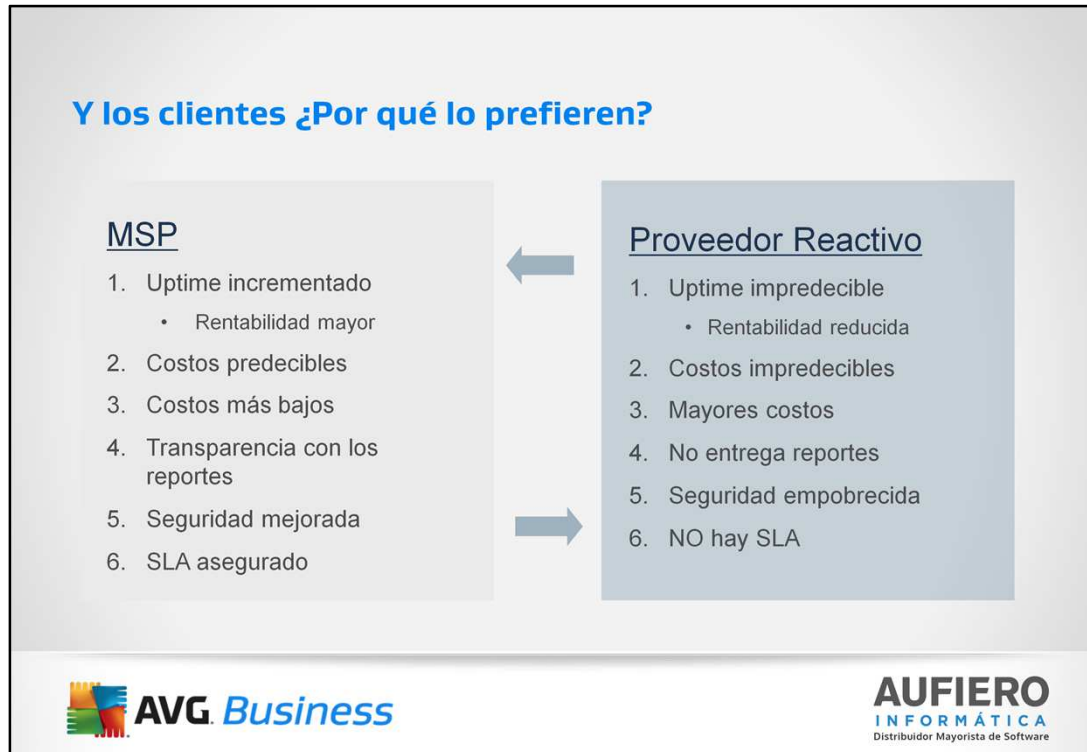 Y los clientes ¿Por qué lo prefieren?
MSP
1. Uptime incrementado
• Rentabilidad mayor
2. Costos predecibles
3. Costos más bajos
4. Transparencia con los
reportes
5. Seguridad mejorada
6. SLA asegurado
Proveedor Reactivo
1. Uptime impredecible
• Rentabilidad reducida
2. Costos impredecibles
3. Mayores costos
4. No entrega reportes
5. Seguridad empobrecida
6. NO hay SLA
AVG Business
AUFIERO
INFORMÁTICA
Distribuidor Mayorista de Software